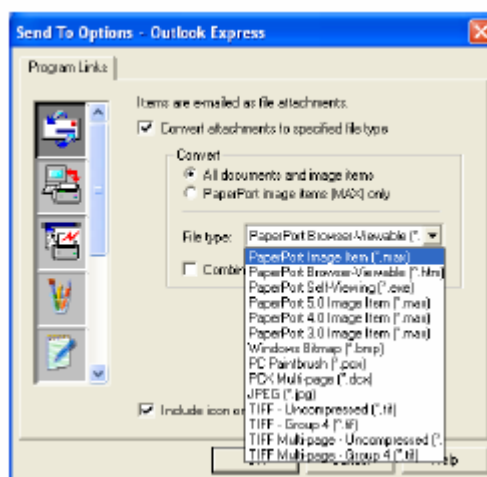 Send To Options - Outlook Express
Program Links
Items are emailed as file attachments.
Convert attachments to specified file type
Convert
All documents and image items
PaperPort image items (MAX) only
File type: PaperPort Browser-Viewable (*.
PaperPort Image Item (*.max)
PaperPort Browser-Viewable (*.htm)
PaperPort Self-Viewing (*.exe)
PaperPort 5.0 Image Item (*.max)
PaperPort 4.0 Image Item (*.max)
PaperPort 3.0 Image Item (*.max)
Windows Bitmap (*.bmp)
PC Paintbrush (*.pcx)
PCX Multi-page (*.dcx)
JPEG (*.jpg)
TIFF - Uncompressed (*.tif)
TIFF - Group 4 (*.tif)
TIFF Multi-page - Uncompressed (*.
TIFF Multi-page - Group 4 (*.tif)
Combin
Include icon or